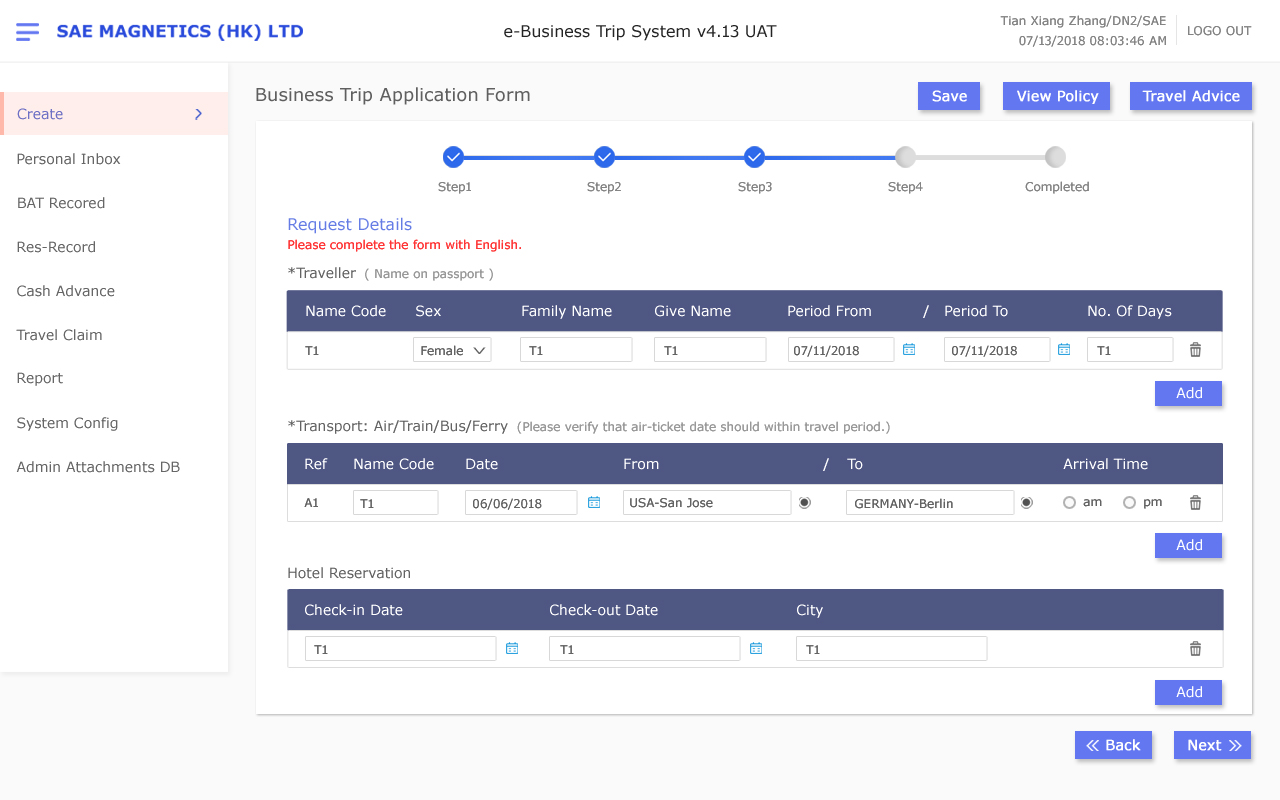 SAE MAGNETICS (HK) LTD
e-Business Trip System v4.13 UAT
Tian Xiang Zhang/DN2/SAE
07/13/2018 08:03:46 AM
LOGO OUT
Create
Personal Inbox
BAT Recored
Res-Record
Cash Advance
Travel Claim
Report
System Config
Admin Attachments DB
Business Trip Application Form
Save View Policy Travel Advice
Step1 Step2 Step3 Step4 Completed
Request Details
Please complete the form with English.
*Traveller ( Name on passport )
Name Code Sex Family Name Give Name Period From / Period To No. Of Days
T1 Female T1 T1 07/11/2018 07/11/2018 T1
Add
*Transport: Air/Train/Bus/Ferry (Please verify that air-ticket date should within travel period.)
Ref Name Code Date From / To Arrival Time
A1 T1 06/06/2018 USA-San Jose GERMANY-Berlin am pm
Add
Hotel Reservation
Check-in Date Check-out Date City
T1 T1 T1
Add
Back Next